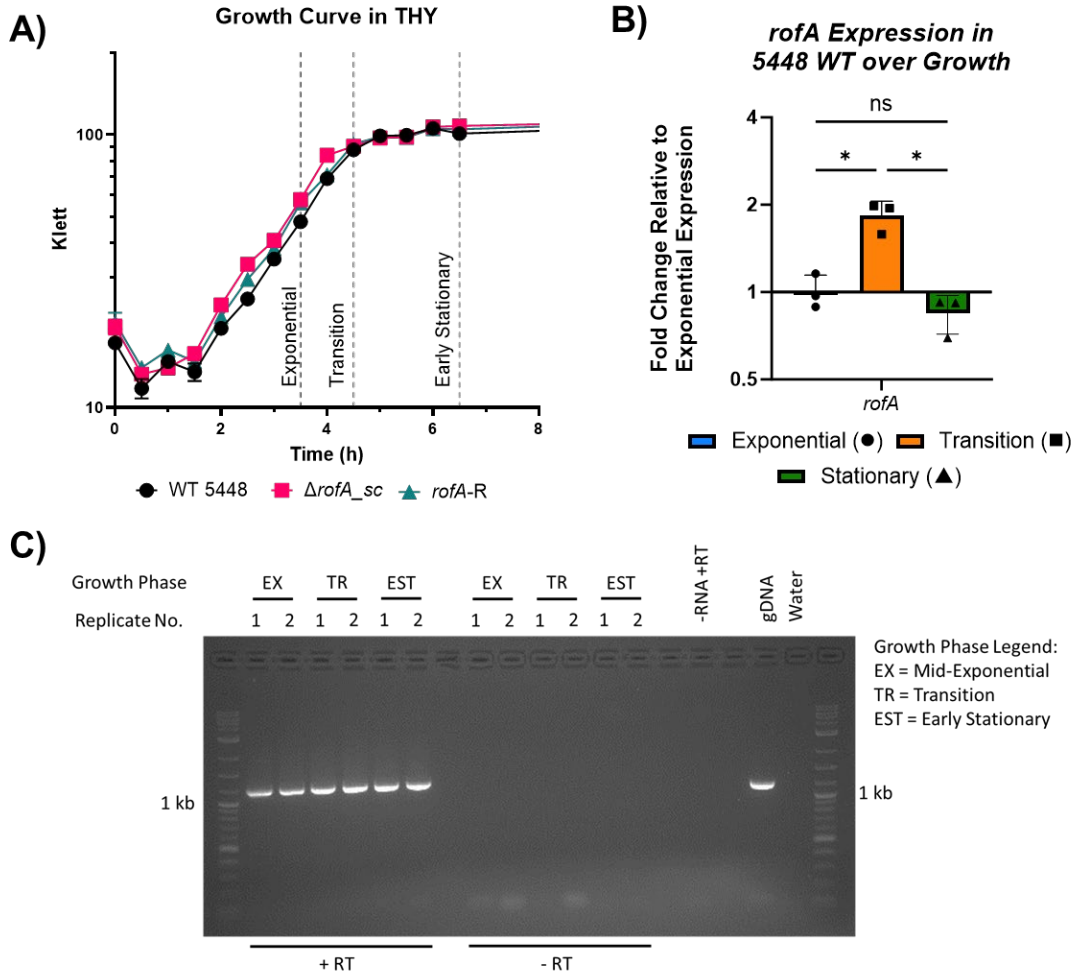 A)
Growth Curve in THY
Klett
100
10
Exponential
Transition
Early Stationary
0
2
4
6
8
Time (h)
WT 5448
ΔrofA_sc
rofA-R
B)
rofA Expression in
5448 WT over Growth
Fold Change Relative to
Exponential Expression
4
2
1
0.5
ns
*
*
rofA
Exponential (●)
Transition (■)
Stationary (▲)
C)
Growth Phase
EX
TR
EST
EX
TR
EST
-RNA +RT
gDNA
Water
Replicate No.
1 2 1 2 1 2 1 2 1 2 1 2
1 kb
1 kb
Growth Phase Legend:
EX = Mid-Exponential
TR = Transition
EST = Early Stationary
+ RT
- RT